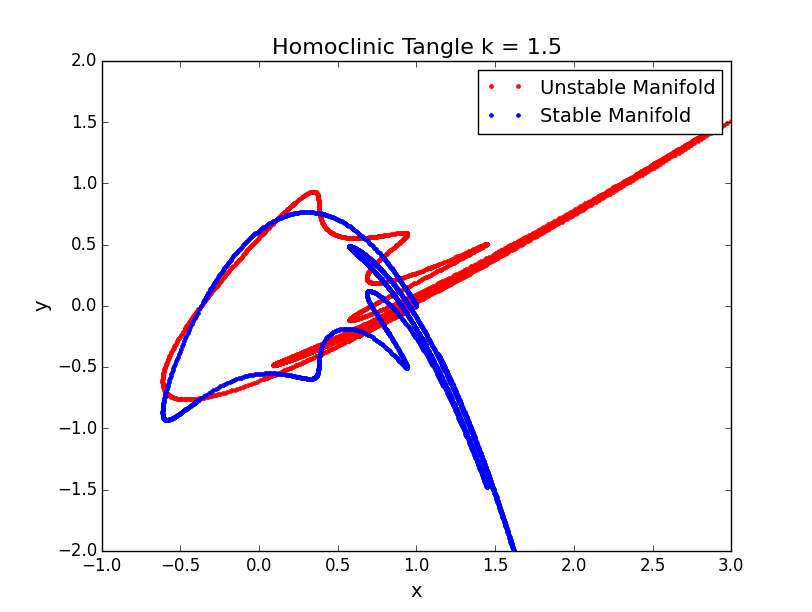 Homoclinic Tangle k = 1.5
Unstable Manifold
Stable Manifold
2.0
1.5
1.0
0.5
0.0
−0.5
−1.0
−1.5
−2.0
y
−1.0 −0.5 0.0 0.5 1.0 1.5 2.0 2.5 3.0
x